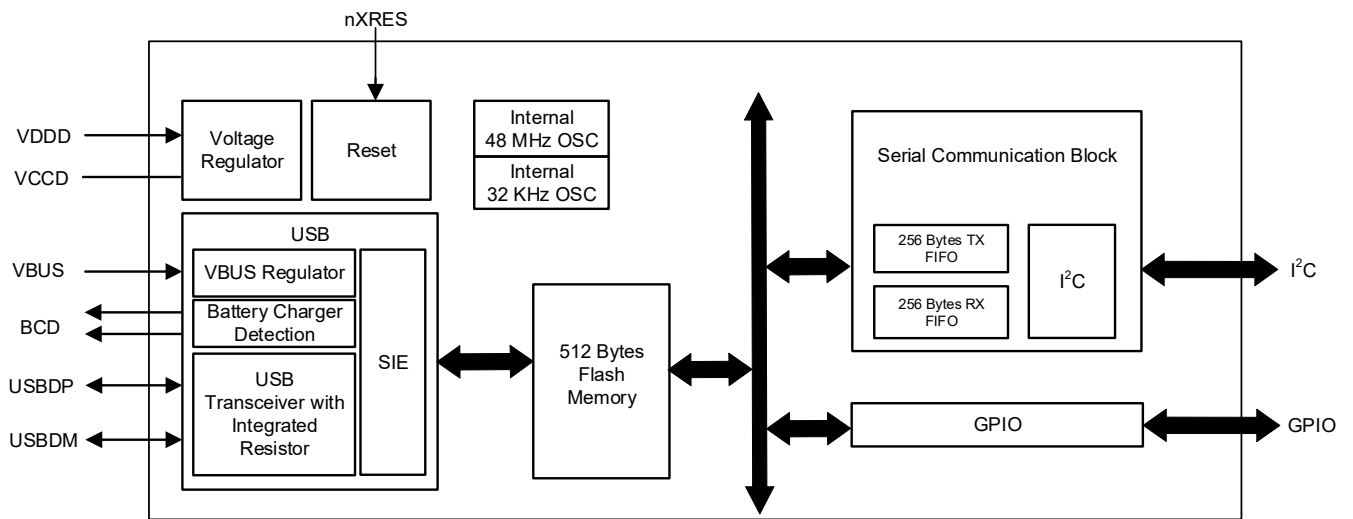 nXRES
VDDD
VCCD
VBUS
BCD
USBDP
USBDM
Voltage
Regulator
Reset
Internal
48 MHz OSC
Internal
32 KHz OSC
USB
VBUS Regulator
Battery Charger
Detection
USB
Transceiver with
Integrated
Resistor
SIE
512 Bytes
Flash
Memory
Serial Communication Block
256 Bytes TX
FIFO
256 Bytes RX
FIFO
I²C
GPIO
I²C
GPIO